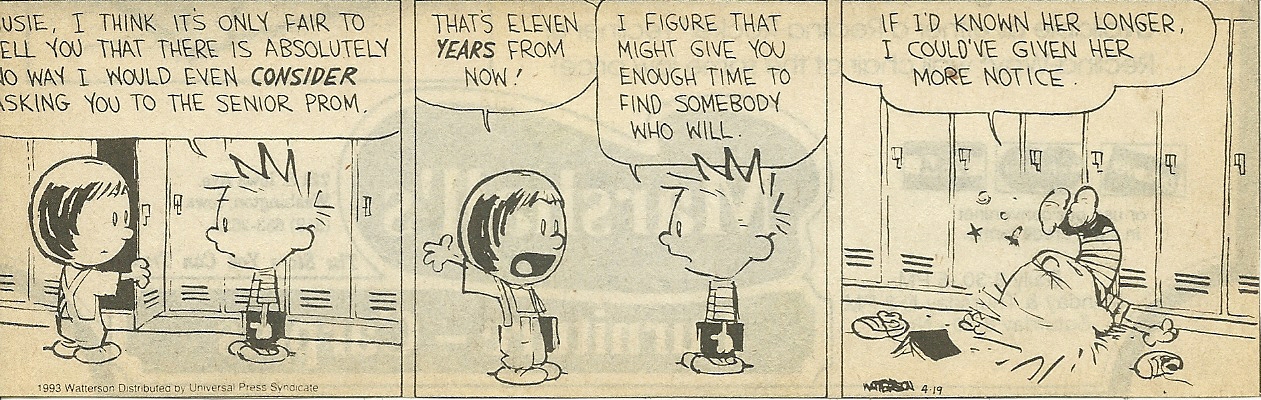 USIE, I THINK IT'S ONLY FAIR TO
ELL YOU THAT THERE IS ABSOLUTELY
NO WAY I WOULD EVEN CONSIDER
ASKING YOU TO THE SENIOR PROM.
THAT'S ELEVEN
YEARS FROM
NOW!
I FIGURE THAT
MIGHT GIVE YOU
ENOUGH TIME TO
FIND SOMEBODY
WHO WILL.
IF I'D KNOWN HER LONGER,
I COULD'VE GIVEN HER
MORE NOTICE.
1993 Watterson Distributed by Universal Press Syndicate
WATTERSON 4·19